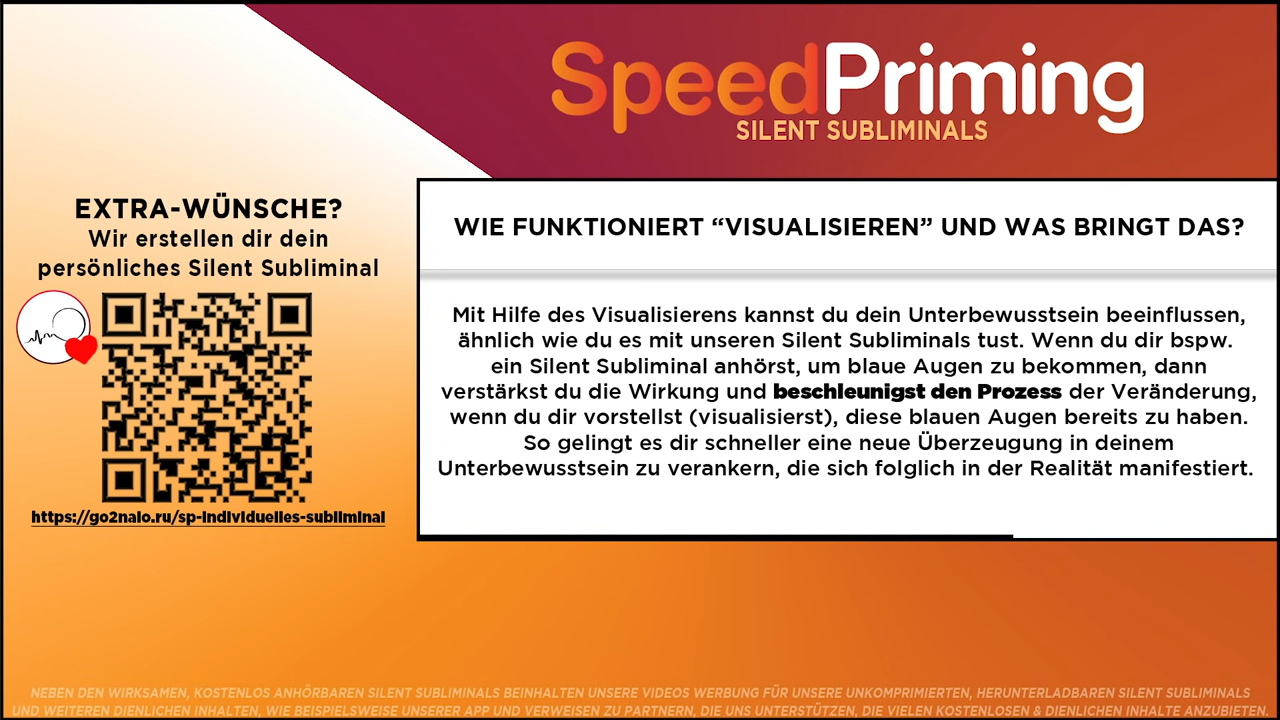 SpeedPriming
SILENT SUBLIMINALS
EXTRA-WÜNSCHE?
Wir erstellen dir dein
persönliches Silent Subliminal
https://go2nalo.ru/sp-individuelles-subliminal
WIE FUNKTIONIERT “VISUALISIEREN” UND WAS BRINGT DAS?
Mit Hilfe des Visualisierens kannst du dein Unterbewusstsein beeinflussen,
ähnlich wie du es mit unseren Silent Subliminals tust. Wenn du dir bspw.
ein Silent Subliminal anhörst, um blaue Augen zu bekommen, dann
verstärkst du die Wirkung und beschleunigst den Prozess der Veränderung,
wenn du dir vorstellst (visualisierst), diese blauen Augen bereits zu haben.
So gelingt es dir schneller eine neue Überzeugung in deinem
Unterbewusstsein zu verankern, die sich folglich in der Realität manifestiert.
NEBEN DEN WIRKSAMEN, KOSTENLOS ANHÖRBAREN SILENT SUBLIMINALS BEINHALTEN UNSERE VIDEOS WERBUNG FÜR UNSERE UNKOMPRIMIERTEN, HERUNTERLADBAREN SILENT SUBLIMINALS
UND WEITEREN DIENLICHEN INHALTEN, WIE BEISPIELSWEISE UNSERER APP UND VERWEISEN ZU PARTNERN, DIE UNS UNTERSTÜTZEN, DIE VIELEN KOSTENLOSEN & DIENLICHEN INHALTE ANZUBIETEN.